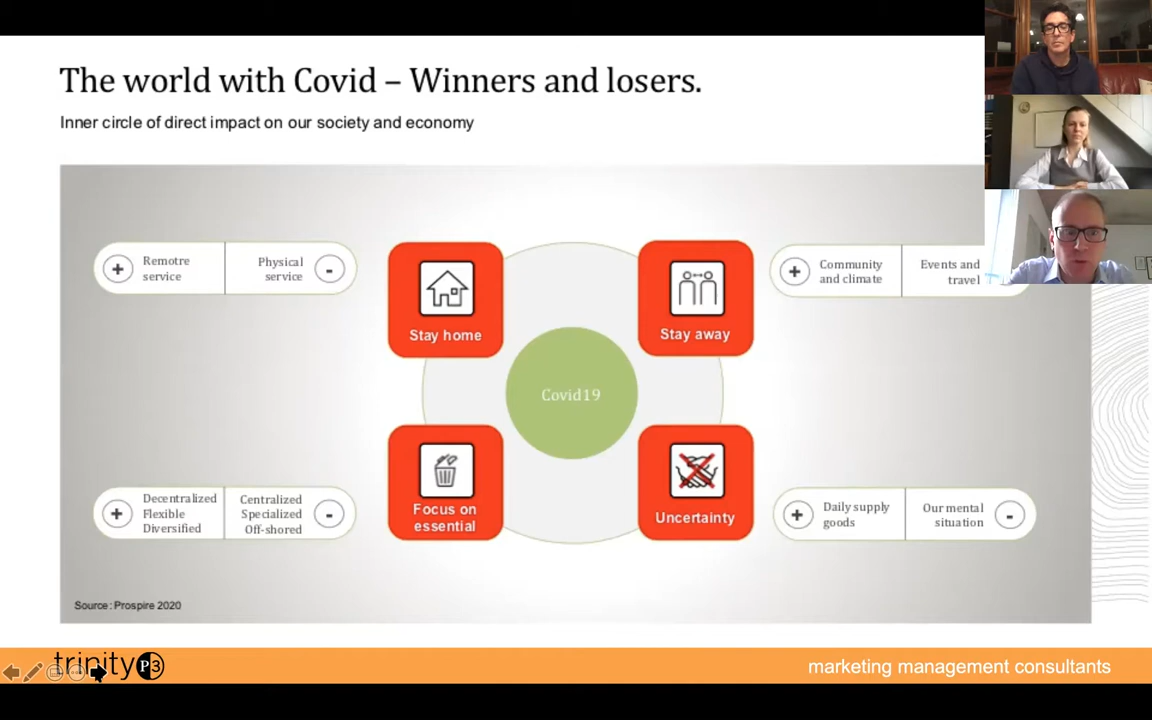 The world with Covid – Winners and losers.
Inner circle of direct impact on our society and economy
+
Remotre
service
Physical
service
-
Stay home
Stay away
+
Community
and climate
Events and
travel
Covid19
+
Decentralized
Flexible
Diversified
Centralized
Specialized
Off-shored
-
Focus on
essential
Uncertainty
+
Daily supply
goods
Our mental
situation
-
Source: Prospire 2020
trinity P3
marketing management consultants